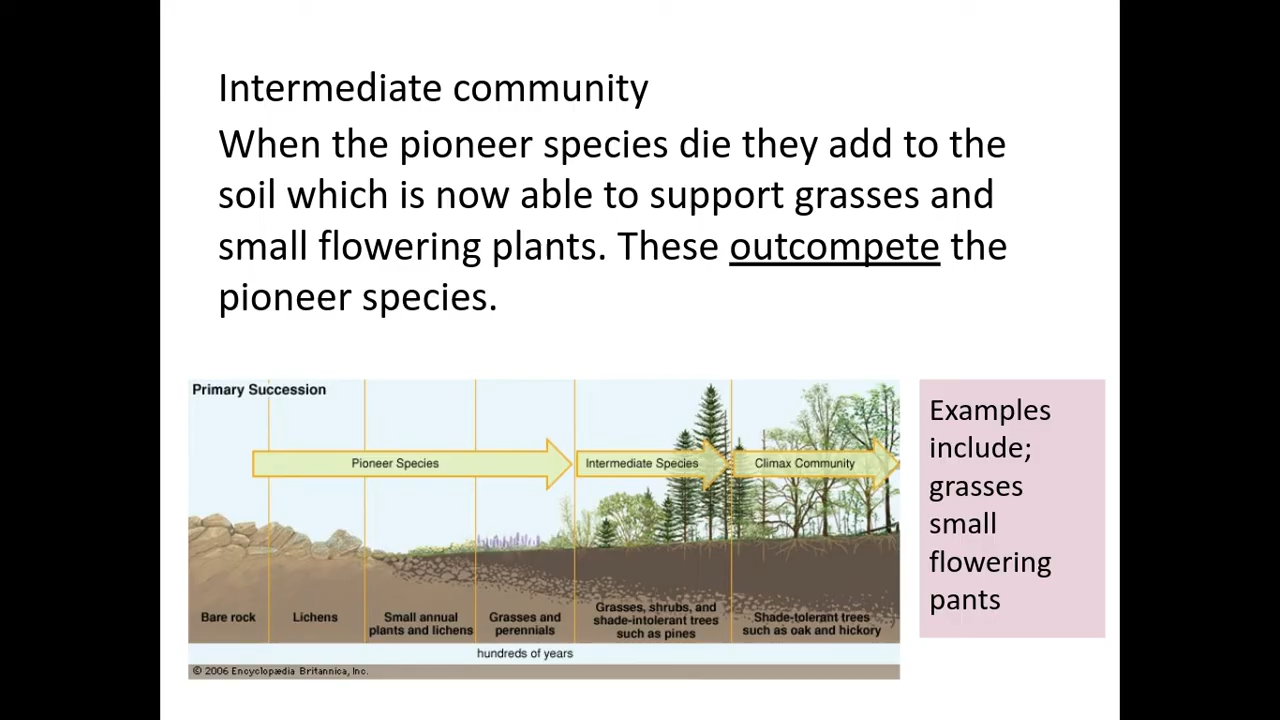 Intermediate community
When the pioneer species die they add to the
soil which is now able to support grasses and
small flowering plants. These outcompete the
pioneer species.
Primary Succession
Pioneer Species
Intermediate Species
Climax Community
Bare rock
Lichens
Small annual
plants and lichens
Grasses and
perennials
Grasses, shrubs, and
shade-intolerant trees
such as pines
Shade-tolerant trees
such as oak and hickory
hundreds of years
© 2006 Encyclopædia Britannica, Inc.
Examples
include;
grasses
small
flowering
pants